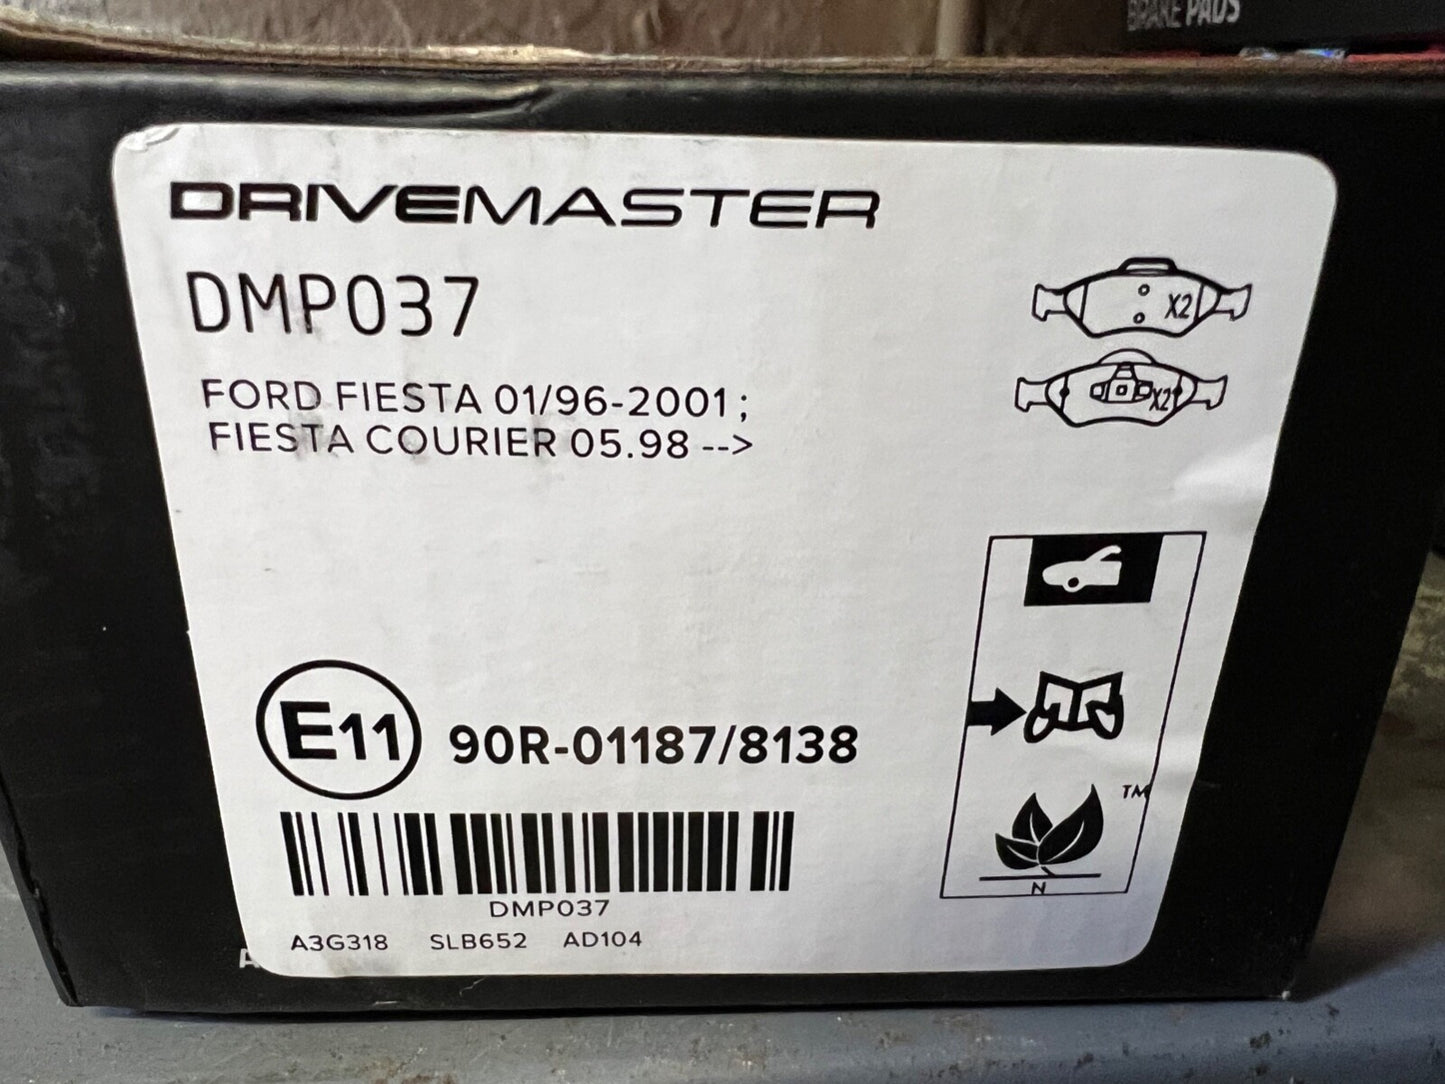 BRAKE PADS
DRIVEMASTER
DMP037
FORD FIESTA 01/96-2001 ;
FIESTA COURIER 05.98 -->
X2
X2
E11 90R-01187/8138
TM
N
DMP037
A3G318 SLB652 AD104